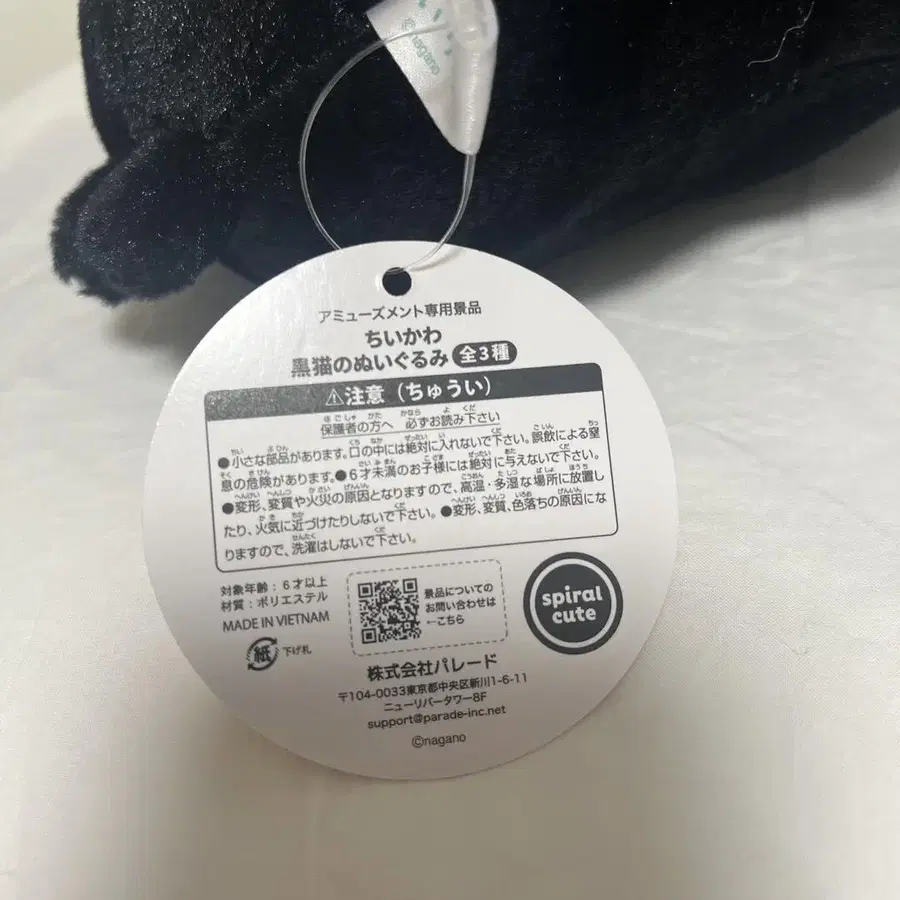 ©nagano
アミューズメント専用景品
ちいかわ
黒猫のぬいぐるみ 全3種
⚠注意（ちゅうい）
保護者の方へ 必ずお読み下さい
●小さな部品があります。口の中には絶対に入れないで下さい。誤飲による窒
息の危険があります。●6才未満のお子様には絶対に与えないで下さい。
●変形、変質や火災の原因となりますので、高温・多湿な場所に放置し
たり、火気に近づけたりしないで下さい。●変形、変質、色落ちの原因にな
りますので、洗濯はしないで下さい。
対象年齢：6才以上
材質：ポリエステル
MADE IN VIETNAM
紙 下げ札
景品についての
お問い合わせは
←こちら
spiral
cute
株式会社パレード
〒104-0033東京都中央区新川1-6-11
ニューリバータワー8F
support@parade-inc.net
©nagano